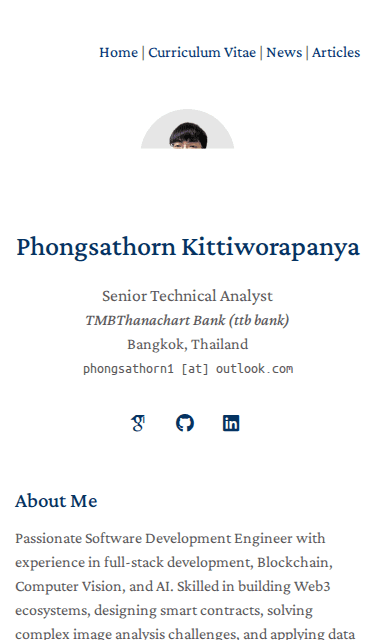 Home | Curriculum Vitae | News | Articles
Phongsathorn Kittiworapanya
Senior Technical Analyst
TMBThanachart Bank (ttb bank)
Bangkok, Thailand
phongsathorn1 [at] outlook.com
About Me
Passionate Software Development Engineer with
experience in full-stack development, Blockchain,
Computer Vision, and AI. Skilled in building Web3
ecosystems, designing smart contracts, solving
complex image analysis challenges, and applying data